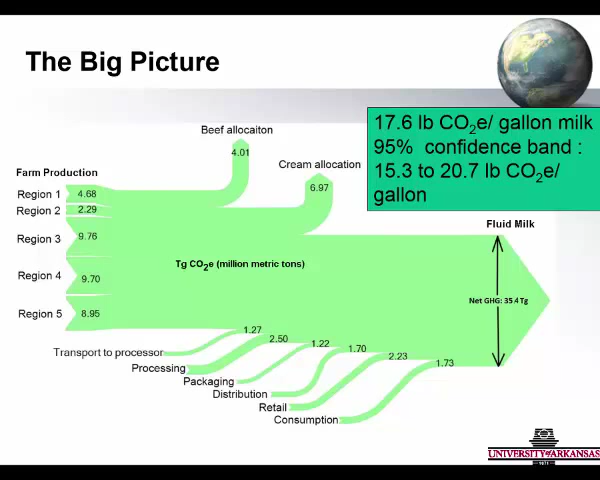 The Big Picture
17.6 lb CO2e/ gallon milk
95% confidence band :
15.3 to 20.7 lb CO2e/
gallon
Beef allocaiton
4.01
Cream allocation
6.97
Farm Production
Region 1 4.68
Region 2 2.29
Region 3 9.76
Region 4 9.70
Region 5 8.95
Tg CO2e (million metric tons)
Fluid Milk
Net GHG: 35.4 Tg
1.27
2.50
1.22
1.70
2.23
1.73
Transport to processor
Processing
Packaging
Distribution
Retail
Consumption
UNIVERSITY OF ARKANSAS